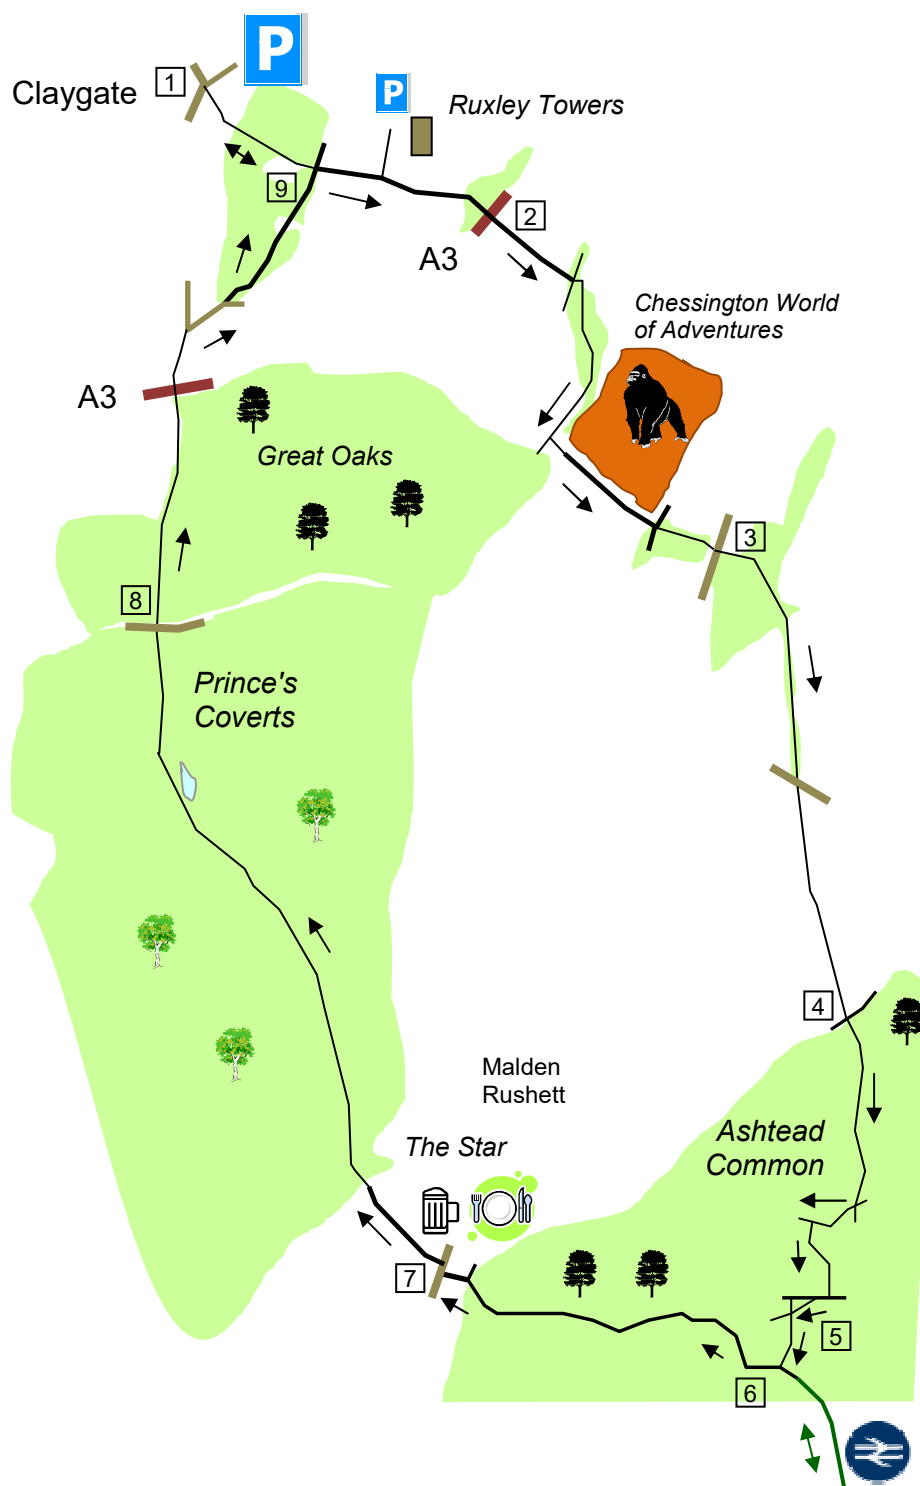 P
1
Claygate
P
Ruxley Towers
9
2
A3
Chessington World
of Adventures
A3
Great Oaks
3
8
Prince's
Coverts
4
Malden
Rushett
The Star
Ashtead
Common
7
5
6